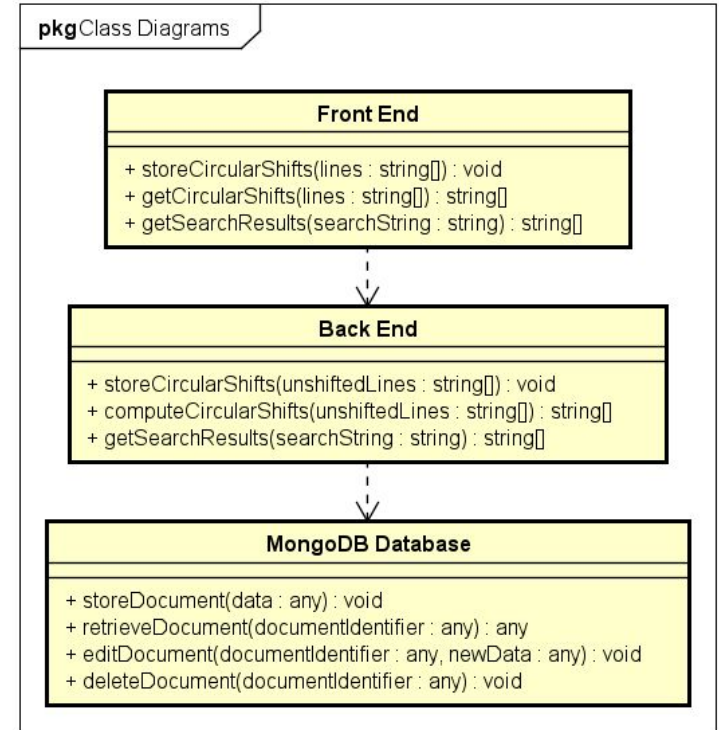 pkg Class Diagrams
Front End
+ storeCircularShifts(lines : string[]) : void
+ getCircularShifts(lines : string[]) : string[]
+ getSearchResults(searchString : string) : string[]
Back End
+ storeCircularShifts(unshiftedLines : string[]) : void
+ computeCircularShifts(unshiftedLines : string[]) : string[]
+ getSearchResults(searchString : string) : string[]
MongoDB Database
+ storeDocument(data : any) : void
+ retrieveDocument(documentIdentifier : any) : any
+ editDocument(documentIdentifier : any, newData : any) : void
+ deleteDocument(documentIdentifier : any) : void